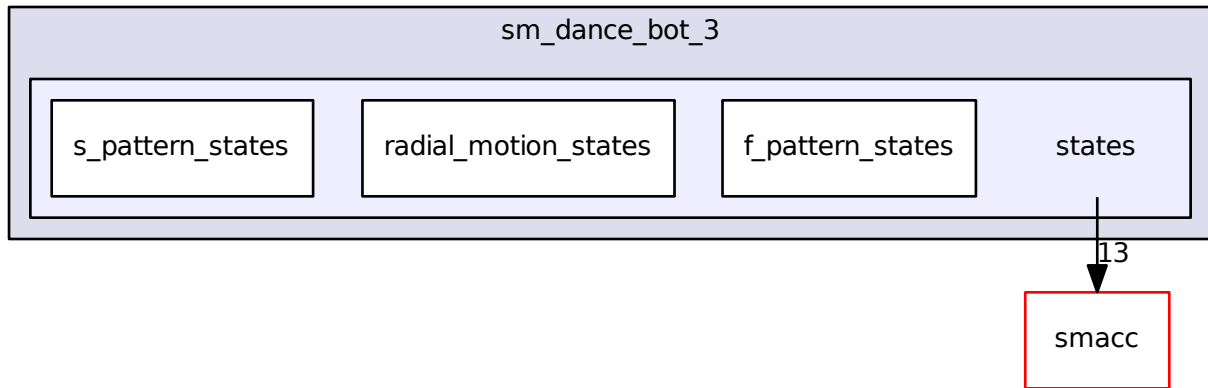 sm_dance_bot_3
s_pattern_states
radial_motion_states
f_pattern_states
states
13
smacc